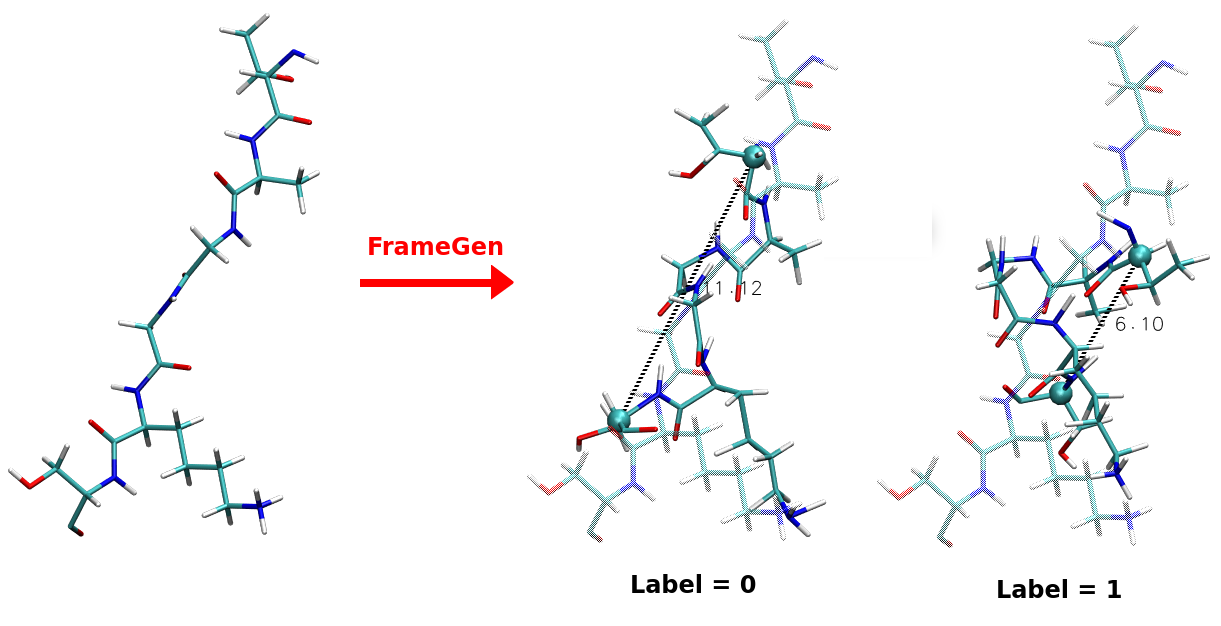 FrameGen
11.12
6.10
Label = 0
Label = 1